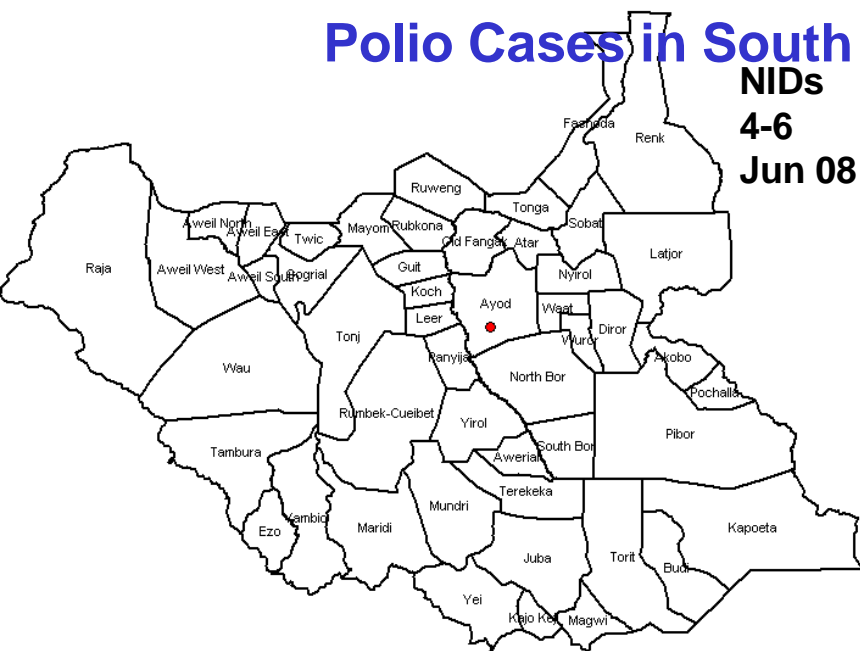 Polio Cases in South
NIDs
4-6
Jun 08
Fashoda
Renk
Ruweng
Tonga
Sobat
Aweil North
Aweil East
Twic
Mayom
Rubkona
Old Fangak
Atar
Latjor
Raja
Aweil West
Aweil South
Gogrial
Guit
Nyirol
Koch
Ayod
Waat
Leer
Diror
Wuror
Tonj
Panyijar
Akobo
Wau
North Bor
Pochalla
Rumbek-Cueibet
Yirol
Pibor
Tambura
Awerial
South Bor
Terekeka
Mundri
Ezo
Yambio
Maridi
Kapoeta
Juba
Torit
Budi
Yei
Kajo Keji
Magwi